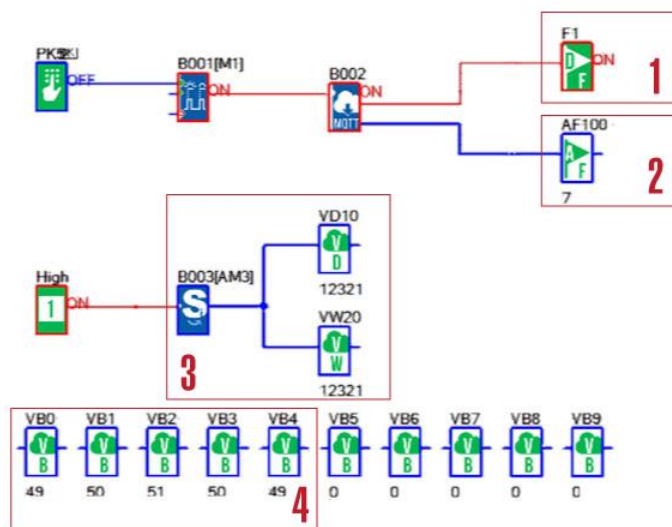 F1
B001[M1]
B002
OFF
ON
ON
ON
D
F
1
MQTT
AF100
A
F
2
7
VD10
V
D
High
B003[AM3]
1
ON
S
12321
VW20
V
W
3
12321
VB0 VB1 VB2 VB3 VB4 VB5 VB6 VB7 VB8 VB9
V V V V V V V V V V
B B B B B B B B B B
49 50 51 50 49 0 0 0 0 0
4